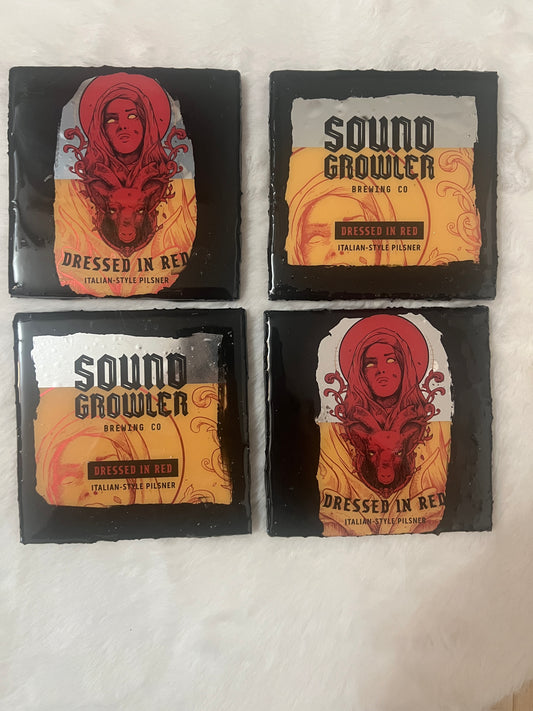 DRESSED IN RED
ITALIAN-STYLE PILSNER
SOUND
GROWLER
BREWING CO
DRESSED IN RED
ITALIAN-STYLE PILSNER
SOUND
GROWLER
BREWING CO
DRESSED IN RED
ITALIAN-STYLE PILSNER
DRESSED IN RED
ITALIAN-STYLE PILSNER